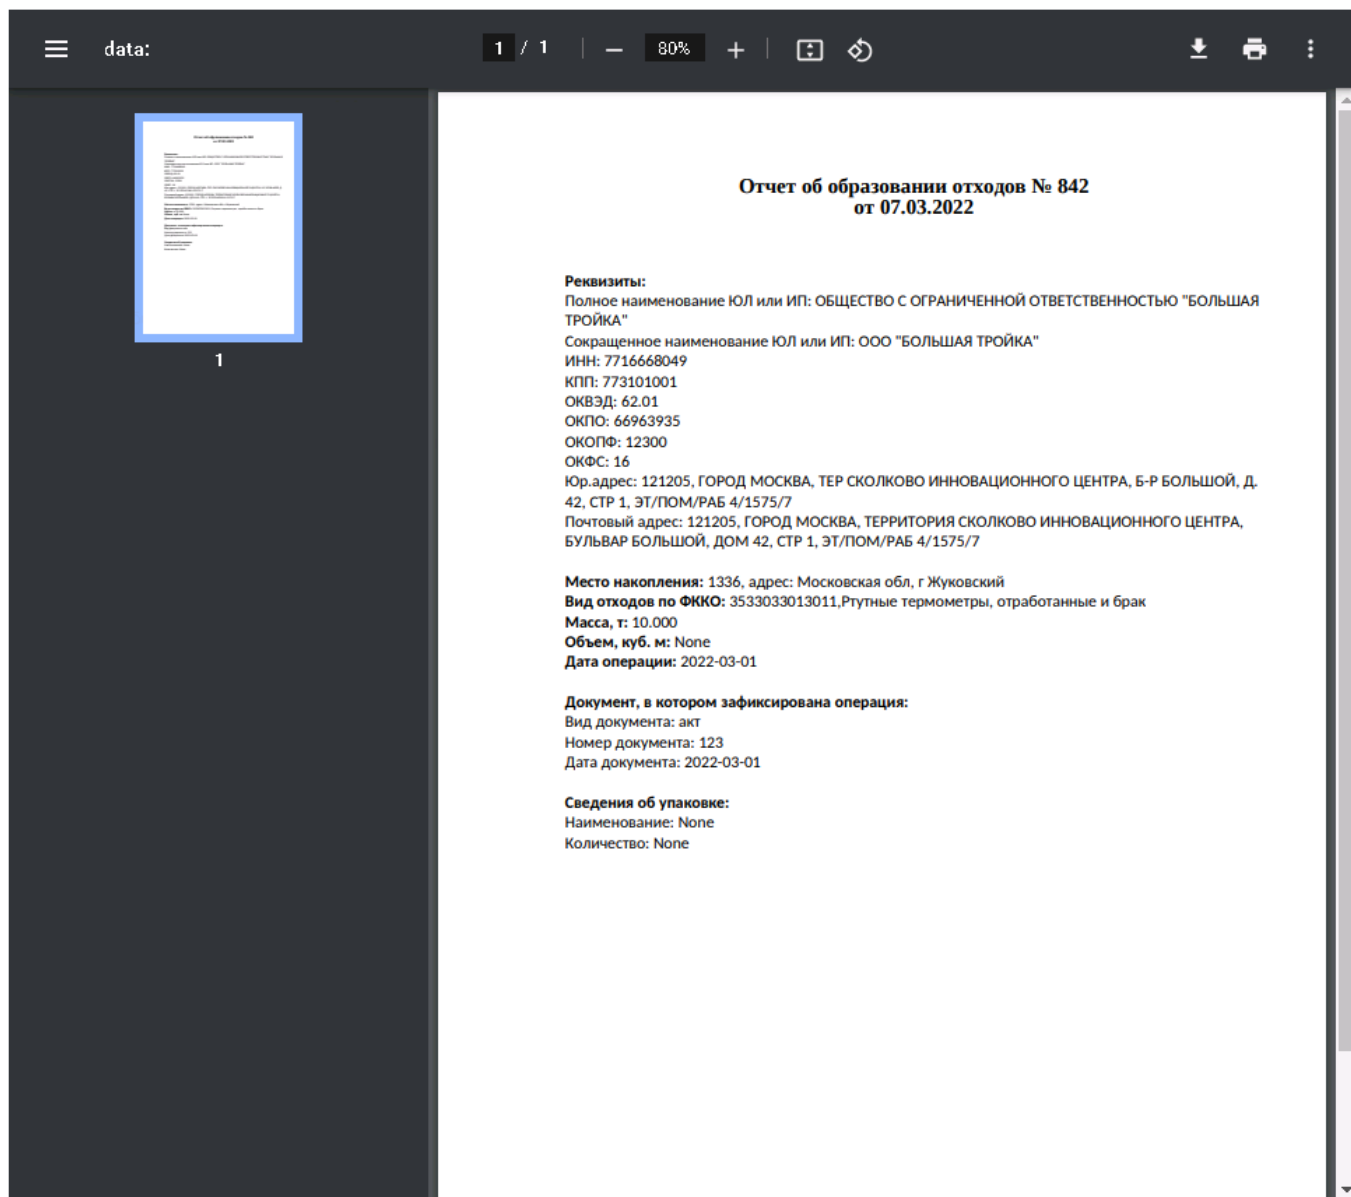 data:
1 / 1
80%
1
Отчет об образовании отходов № 842
от 07.03.2022
Реквизиты:
Полное наименование ЮЛ или ИП: ОБЩЕСТВО С ОГРАНИЧЕННОЙ ОТВЕТСТВЕННОСТЬЮ "БОЛЬШАЯ
ТРОЙКА"
Сокращенное наименование ЮЛ или ИП: ООО "БОЛЬШАЯ ТРОЙКА"
ИНН: 7716668049
КПП: 773101001
ОКВЭД: 62.01
ОКПО: 66963935
ОКОПФ: 12300
ОКФС: 16
Юр.адрес: 121205, ГОРОД МОСКВА, ТЕР СКОЛКОВО ИННОВАЦИОННОГО ЦЕНТРА, Б-Р БОЛЬШОЙ, Д.
42, СТР 1, ЭТ/ПОМ/РАБ 4/1575/7
Почтовый адрес: 121205, ГОРОД МОСКВА, ТЕРРИТОРИЯ СКОЛКОВО ИННОВАЦИОННОГО ЦЕНТРА,
БУЛЬВАР БОЛЬШОЙ, ДОМ 42, СТР 1, ЭТ/ПОМ/РАБ 4/1575/7
Место накопления: 1336, адрес: Московская обл, г Жуковский
Вид отходов по ФККО: 3533033013011,Ртутные термометры, отработанные и брак
Масса, т: 10.000
Объем, куб. м: None
Дата операции: 2022-03-01
Документ, в котором зафиксирована операция:
Вид документа: акт
Номер документа: 123
Дата документа: 2022-03-01
Сведения об упаковке:
Наименование: None
Количество: None